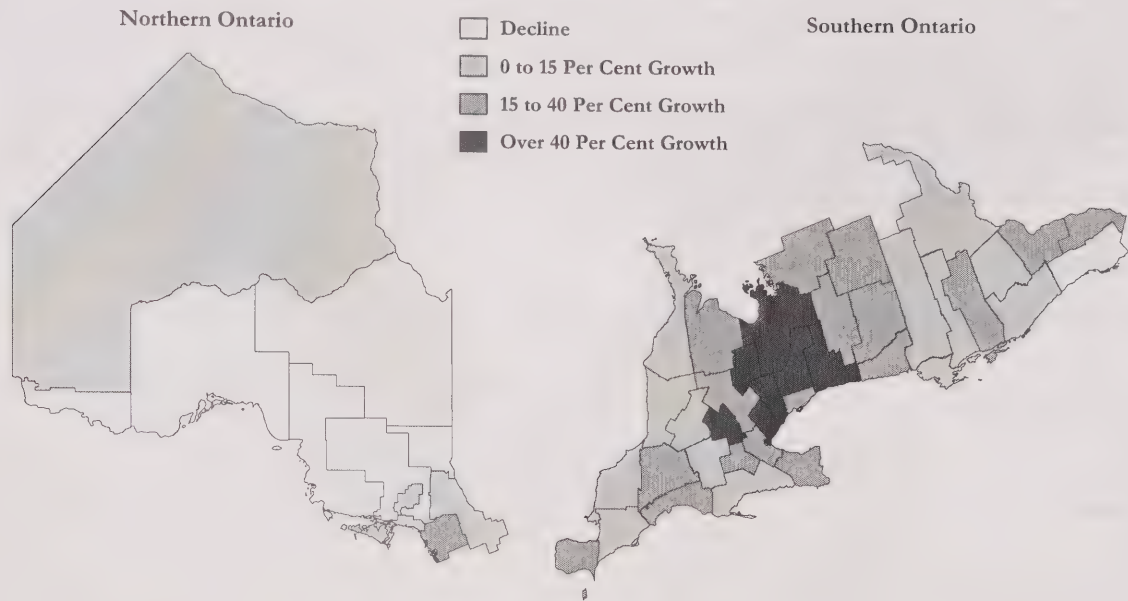 Northern Ontario
Decline
0 to 15 Per Cent Growth
15 to 40 Per Cent Growth
Over 40 Per Cent Growth
Southern Ontario